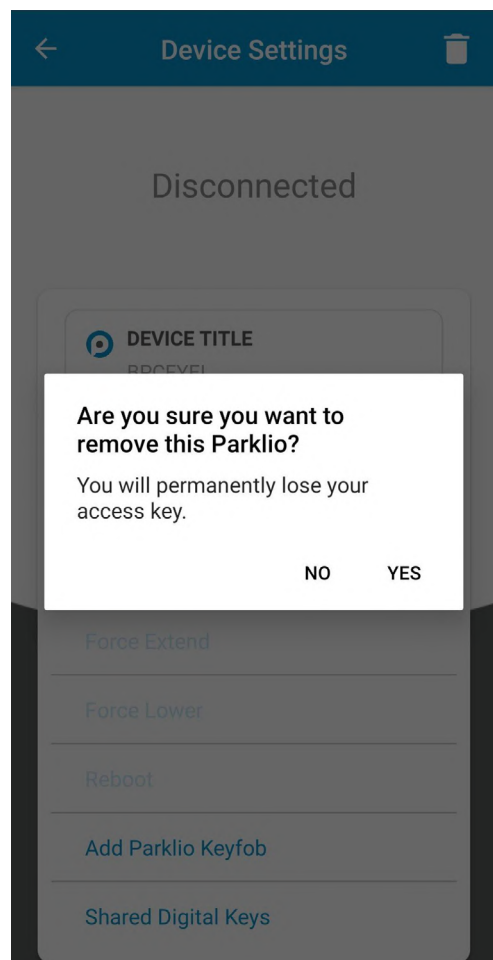 Device Settings
Disconnected
DEVICE TITLE
Are you sure you want to
remove this Parklio?
You will permanently lose your
access key.
NO YES
Force Extend
Force Lower
Reboot
Add Parklio Keyfob
Shared Digital Keys